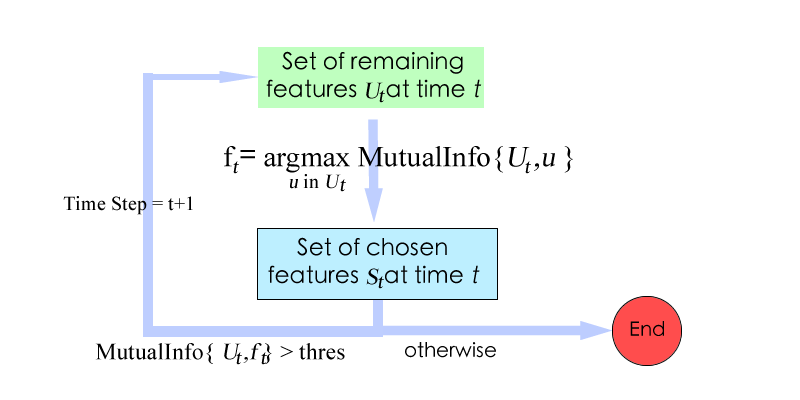 Set of remaining
features Ut at time t
ft= argmax MutualInfo{Ut,u }
u in Ut
Time Step = t+1
Set of chosen
features St at time t
End
MutualInfo{ Ut,ft} > thres
otherwise